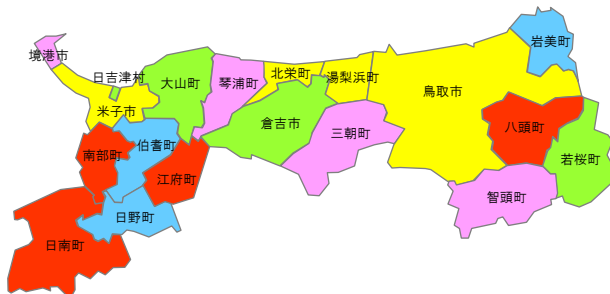 岩美町
境港市
日吉津村
大山町
琴浦町
北栄町
湯梨浜町
鳥取市
米子市
倉吉市
三朝町
八頭町
伯耆町
南部町
江府町
若桜町
智頭町
日野町
日南町